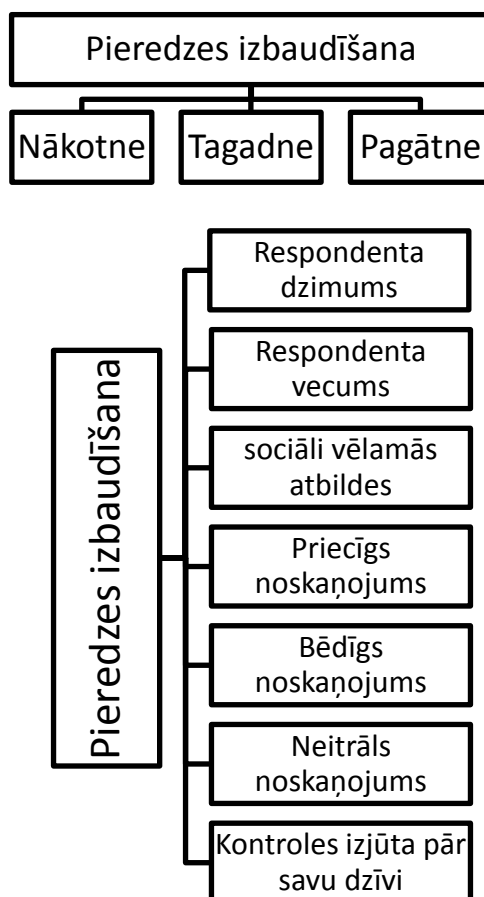 Pieredzes izbaudīšana
Nākotne
Tagadne
Pagātne
Pieredzes izbaudīšana
Respondenta
dzimums
Respondenta
vecums
sociāli vēlamās
atbildes
Priecīgs
noskaņojums
Bēdīgs
noskaņojums
Neitrāls
noskaņojums
Kontroles izjūta pār
savu dzīvi